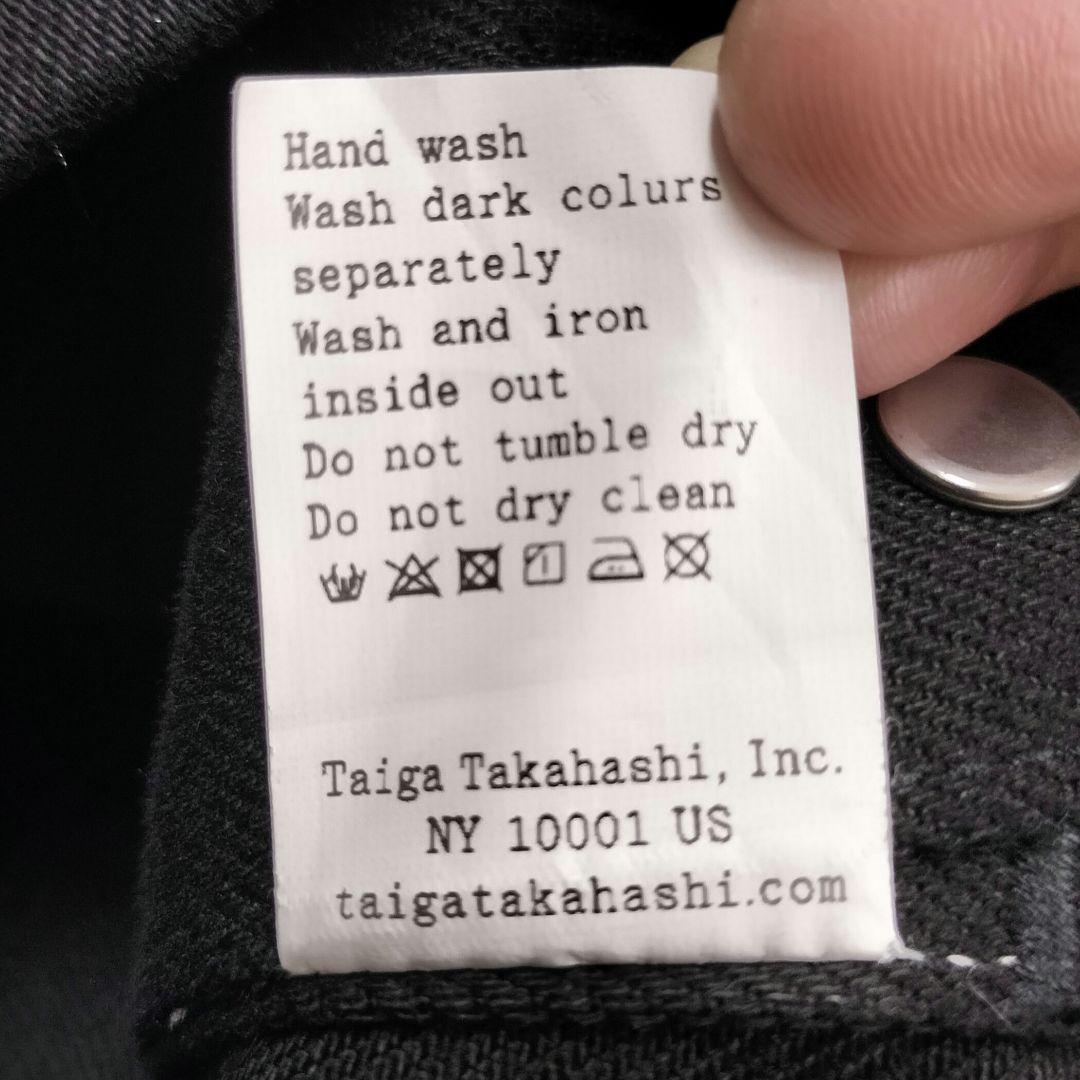 Hand wash
Wash dark colurs
separately
Wash and iron
inside out
Do not tumble dry
Do not dry clean
Taiga Takahashi, Inc.
NY 10001 US
taigatakahashi.com